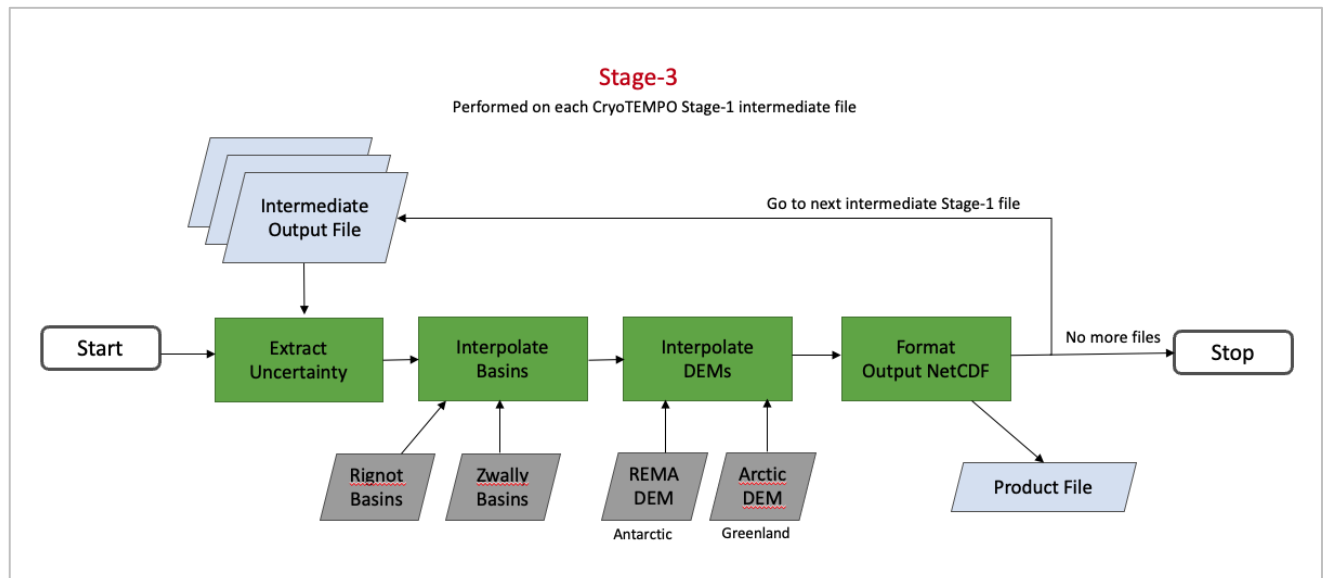 Stage-3
Performed on each CryoTEMPO Stage-1 intermediate file
Intermediate
Output File
Go to next intermediate Stage-1 file
Start
Extract
Uncertainty
Interpolate
Basins
Interpolate
DEMs
Format
Output NetCDF
No more files
Stop
Rignot
Basins
Zwally
Basins
REMA
DEM
Arctic
DEM
Product File
Antarctic
Greenland